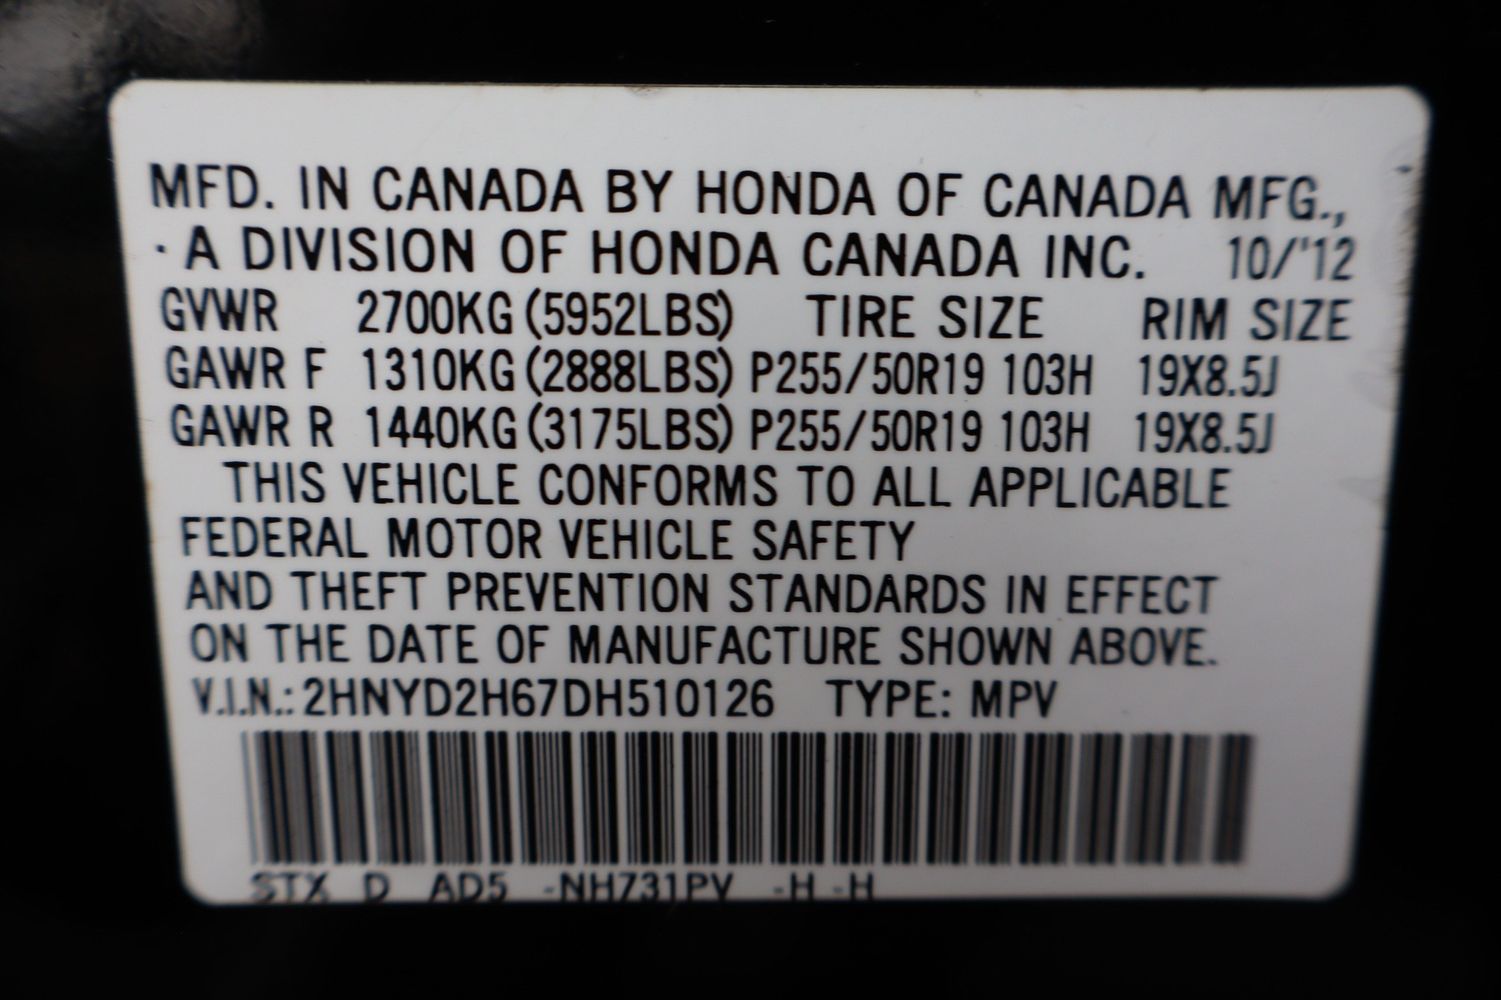 MFD. IN CANADA BY HONDA OF CANADA MFG.,
· A DIVISION OF HONDA CANADA INC. 10/'12
GVWR 2700KG (5952LBS) TIRE SIZE RIM SIZE
GAWR F 1310KG (2888LBS) P255/50R19 103H 19X8.5J
GAWR R 1440KG (3175LBS) P255/50R19 103H 19X8.5J
THIS VEHICLE CONFORMS TO ALL APPLICABLE
FEDERAL MOTOR VEHICLE SAFETY
AND THEFT PREVENTION STANDARDS IN EFFECT
ON THE DATE OF MANUFACTURE SHOWN ABOVE.
V.I.N.: 2HNYD2H67DH510126 TYPE: MPV
STX D AD5 -NH731PV -H -H